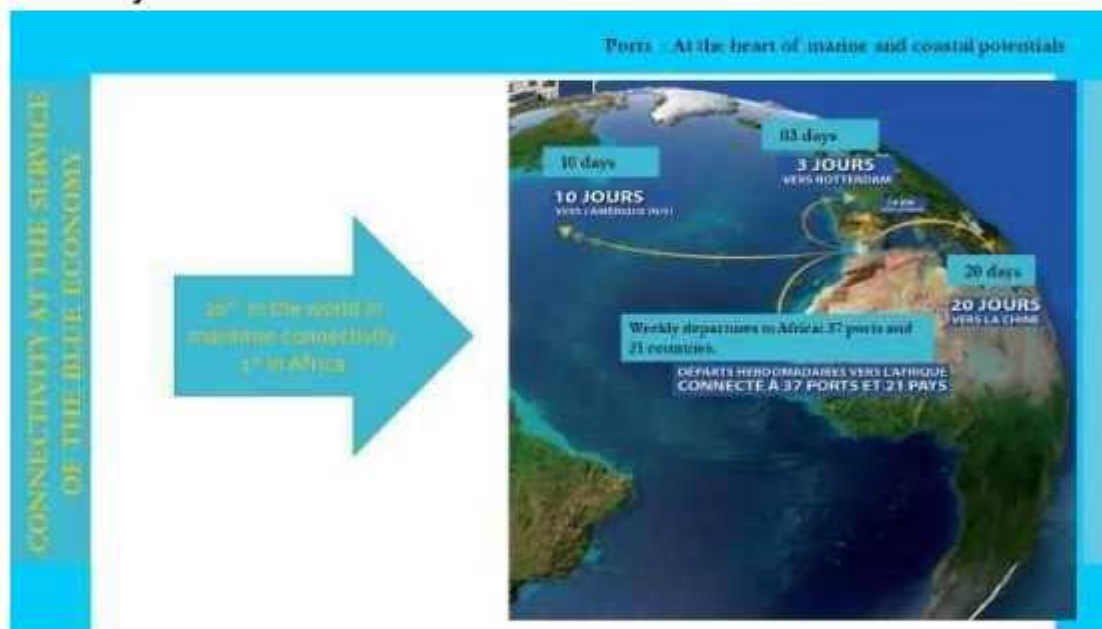 Ports - At the heart of marine and coastal potentials
CONNECTIVITY AT THE SERVICE
OF THE BLUE ECONOMY
in the world in
maritime connectivity
1st in Africa
10 days
10 JOURS
VERS L'AMÉRIQUE
03 days
3 JOURS
VERS ROTTERDAM
20 days
20 JOURS
VERS LA CHINE
Weekly departures to Africa: 37 ports and
21 countries.
DÉPARTS HEBDOMADAIRES VERS L'AFRIQUE
CONNECTÉ À 37 PORTS ET 21 PAYS